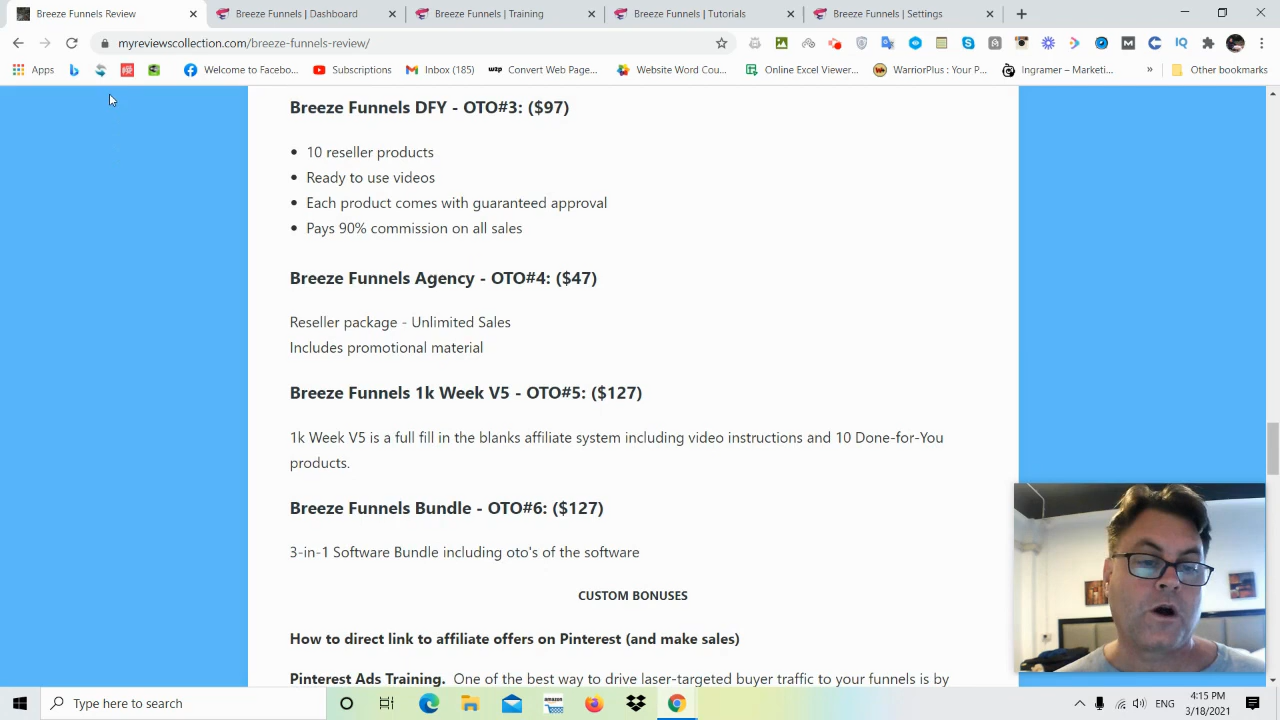 Breeze Funnels Review
Breeze Funnels | Dashboard
Breeze Funnels | Training
Breeze Funnels | Tutorials
Breeze Funnels | Settings
myreviewscollection.com/breeze-funnels-review/
Apps
Welcome to Facebo...
Subscriptions
Inbox (185)
Convert Web Page...
Website Word Cou...
Online Excel Viewer...
WarriorPlus : Your P...
Ingramer – Marketi...
Other bookmarks
Breeze Funnels DFY - OTO#3: ($97)
10 reseller products
Ready to use videos
Each product comes with guaranteed approval
Pays 90% commission on all sales
Breeze Funnels Agency - OTO#4: ($47)
Reseller package - Unlimited Sales
Includes promotional material
Breeze Funnels 1k Week V5 - OTO#5: ($127)
1k Week V5 is a full fill in the blanks affiliate system including video instructions and 10 Done-for-You
products.
Breeze Funnels Bundle - OTO#6: ($127)
3-in-1 Software Bundle including oto's of the software
CUSTOM BONUSES
How to direct link to affiliate offers on Pinterest (and make sales)
Pinterest Ads Training. One of the best way to drive laser-targeted buyer traffic to your funnels is by
Type here to search
ENG
4:15 PM
3/18/2021